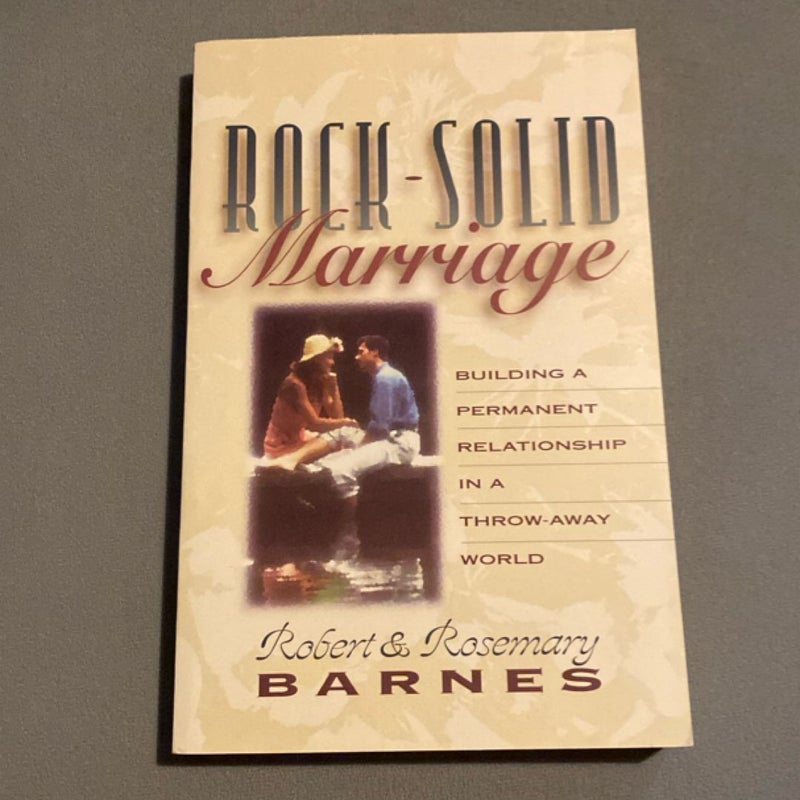 ROCK-SOLID
Marriage
BUILDING A
PERMANENT
RELATIONSHIP
IN A
THROW-AWAY
WORLD
Robert & Rosemary
BARNES